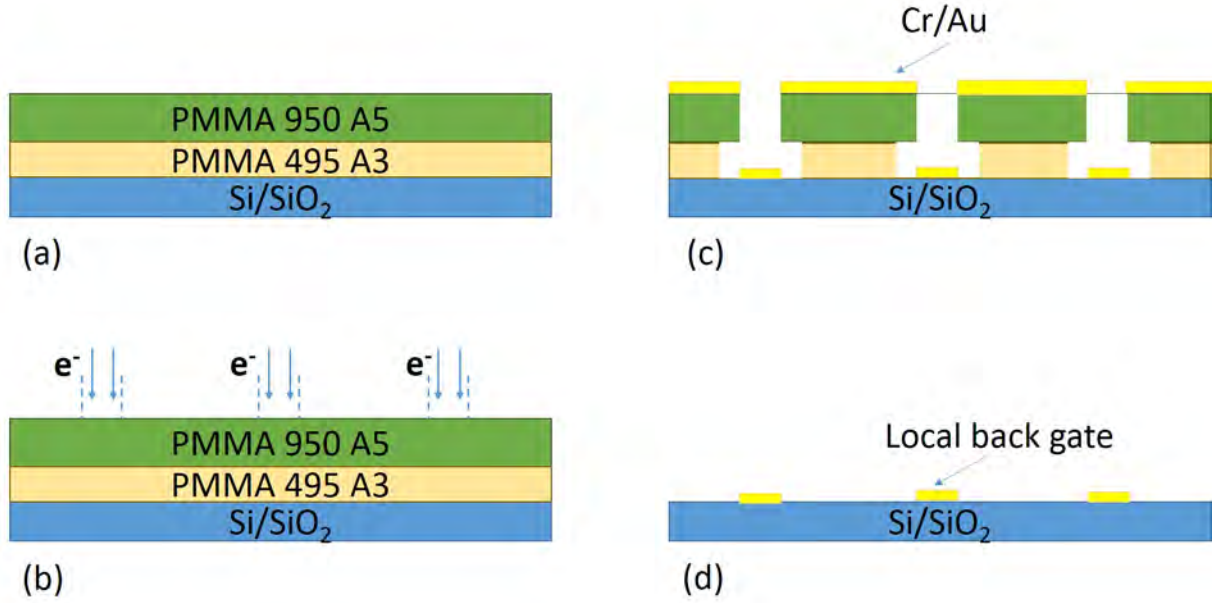 PMMA 950 A5
PMMA 495 A3
Si/SiO₂
(a)
e⁻ e⁻ e⁻
PMMA 950 A5
PMMA 495 A3
Si/SiO₂
(b)
Cr/Au
Si/SiO₂
(c)
Local back gate
Si/SiO₂
(d)